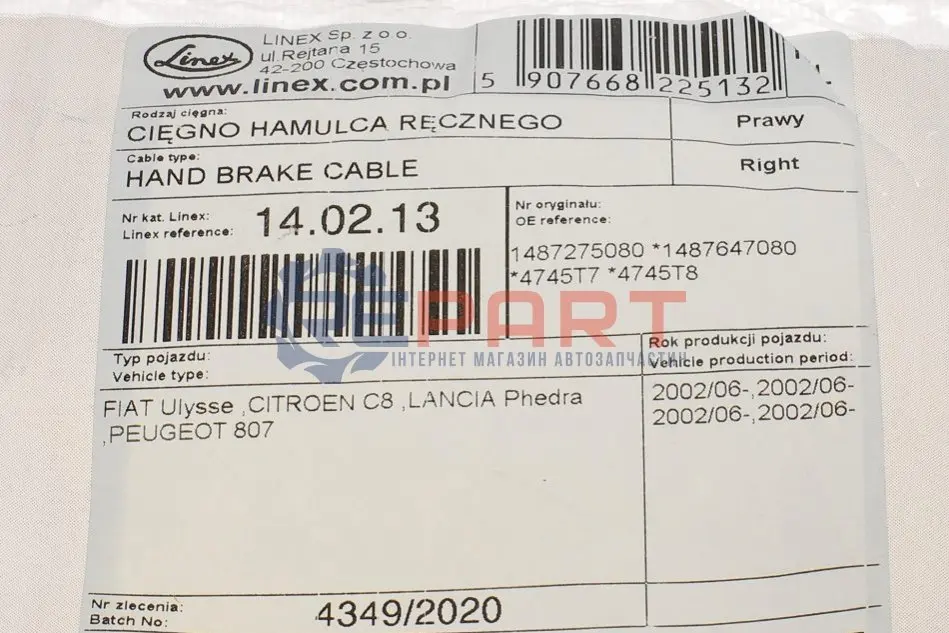 Linex
LINEX Sp. z o.o.
ul.Rejtana 15
42-200 Częstochowa
www.linex.com.pl
5 907668 225132
Rodzaj cięgna:
CIĘGNO HAMULCA RĘCZNEGO
Prawy
Cable type:
HAND BRAKE CABLE
Right
Nr kat. Linex:
Linex reference:
14.02.13
Nr oryginału:
OE reference:
1487275080 *1487647080
*4745T7 *4745T8
REPART
ІНТЕРНЕТ МАГАЗИН АВТОЗАПЧАСТИН
Typ pojazdu:
Vehicle type:
Rok produkcji pojazdu:
Vehicle production period:
FIAT Ulysse ,CITROEN C8 ,LANCIA Phedra
,PEUGEOT 807
2002/06-,2002/06-
2002/06-,2002/06-
Nr zlecenia:
Batch No:
4349/2020